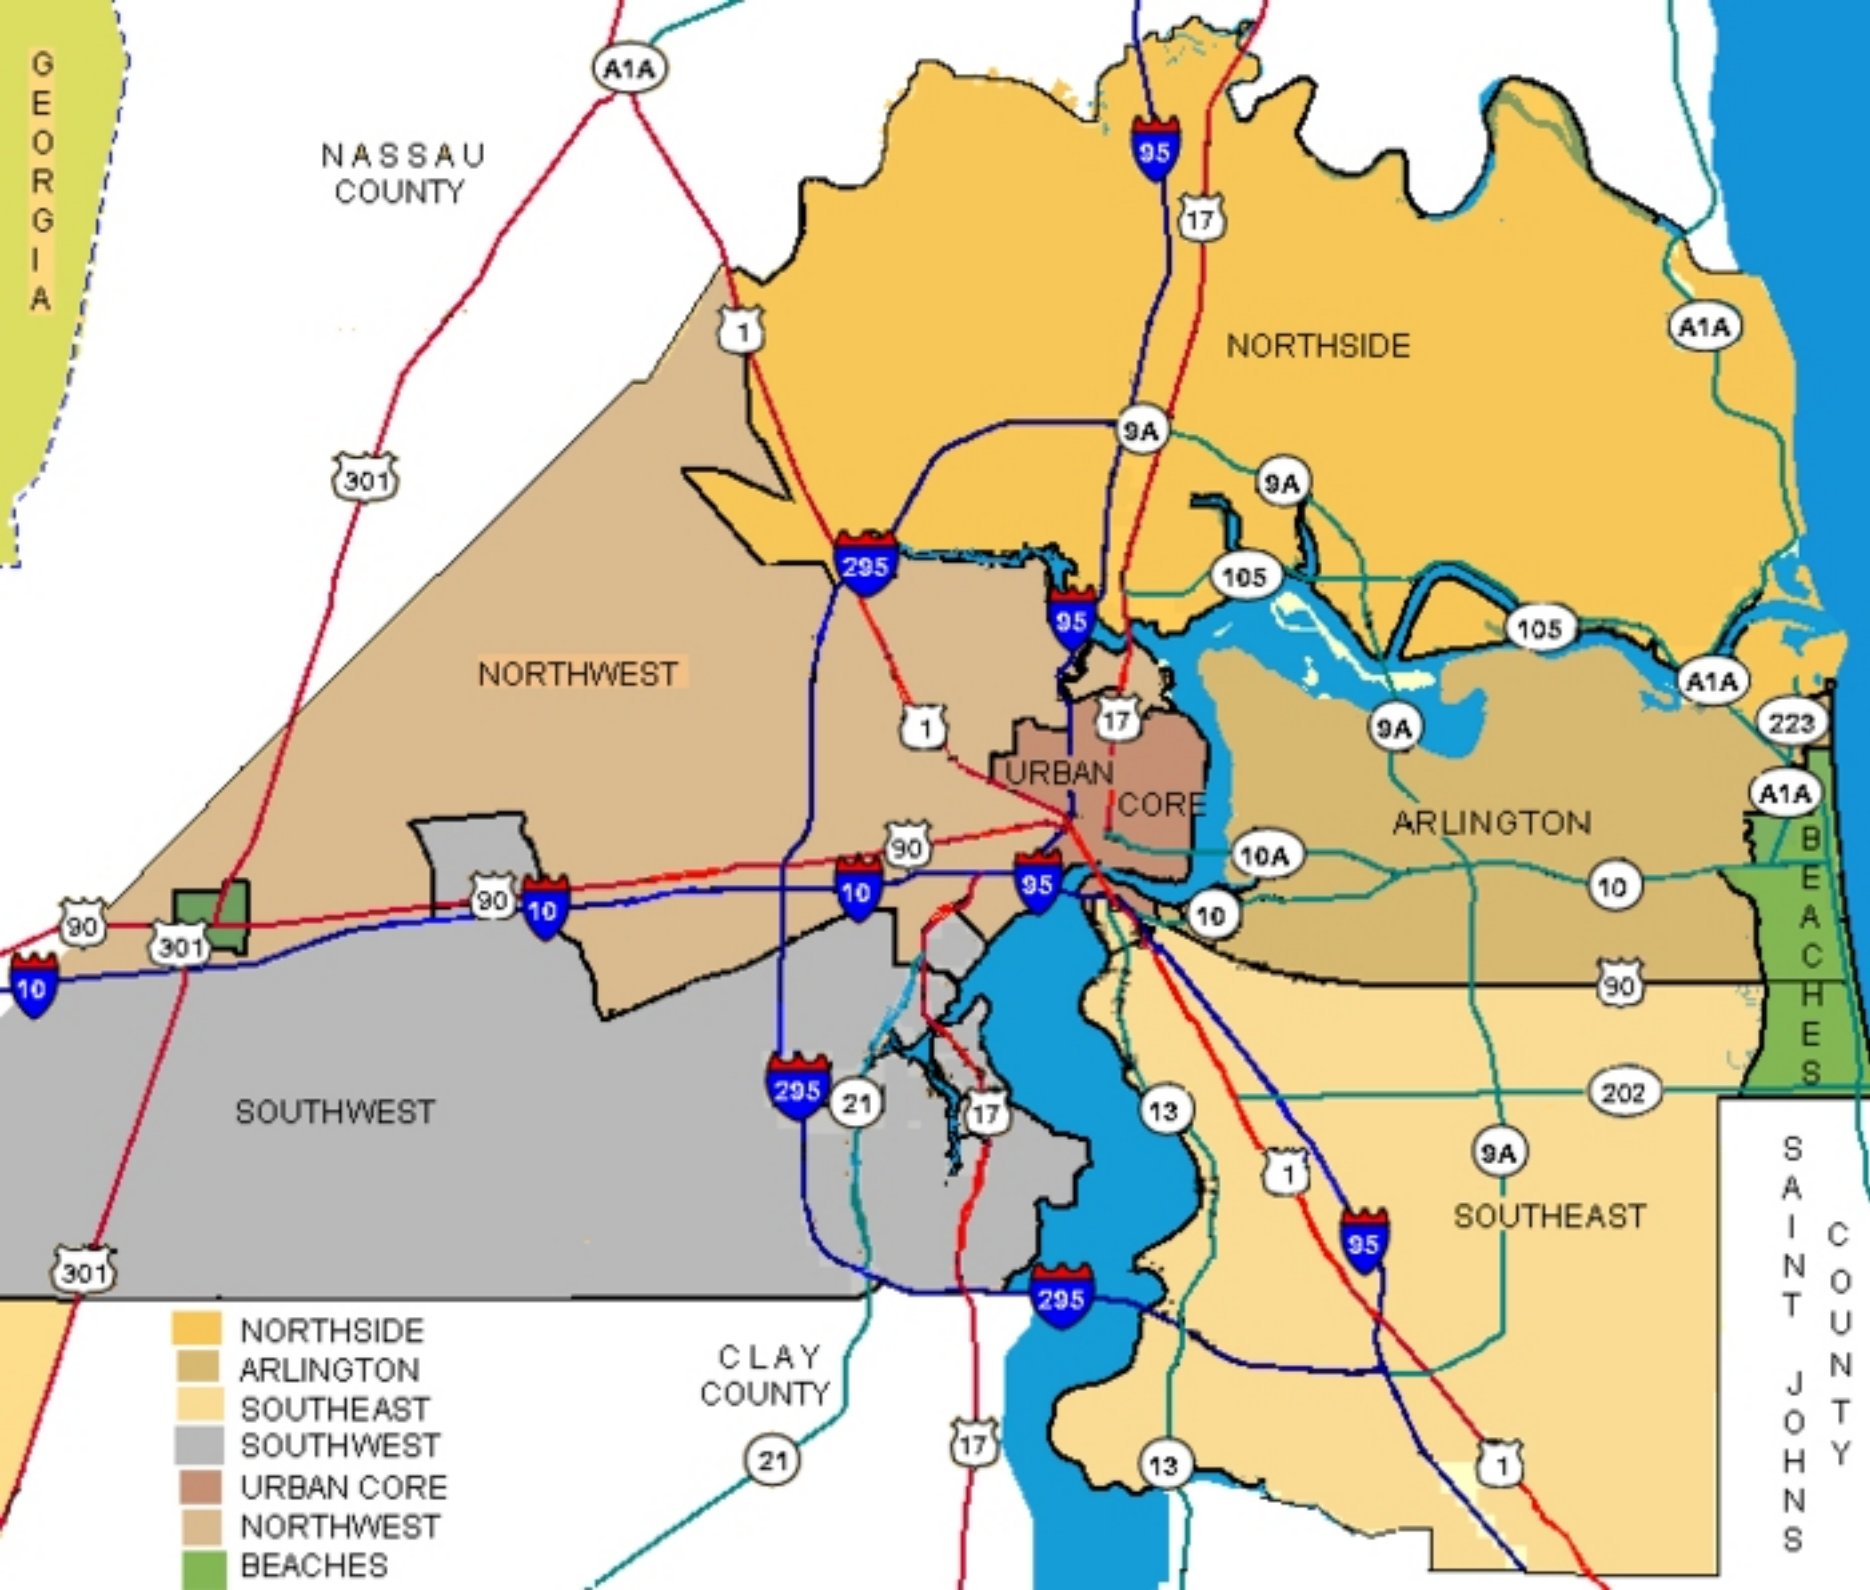 GEORGIA
A1A
NASSAU
COUNTY
95
17
1
NORTHSIDE
A1A
9A
9A
301
295
105
95
105
NORTHWEST
A1A
1
17
9A
223
URBAN
CORE
A1A
ARLINGTON
BEACHES
90
10A
10
95
10
90
10
10
90
301
10
90
295
21
17
13
202
SOUTHWEST
9A
1
SOUTHEAST
95
SAINT JOHNS
COUNTY
301
295
NORTHSIDE
ARLINGTON
SOUTHEAST
SOUTHWEST
URBAN CORE
NORTHWEST
BEACHES
CLAY
COUNTY
21
17
13
1